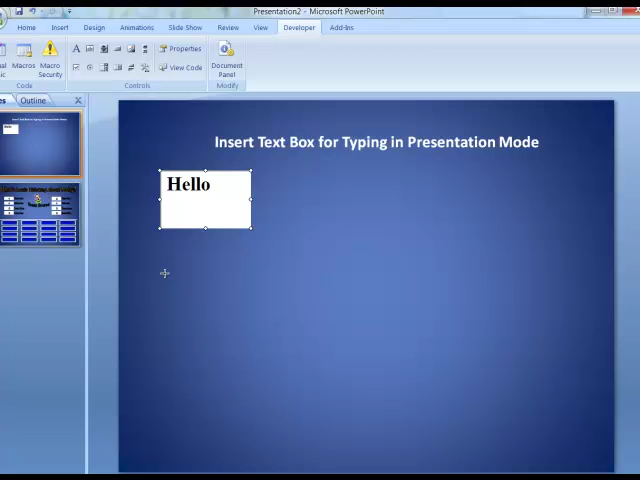 Presentation2 - Microsoft PowerPoint
Home Insert Design Animations Slide Show Review View Developer Add-Ins
Macros Macro Security
Properties
View Code
Document Panel
Code Controls Modify
Outline
Insert Text Box for Typing in Presentation Mode
Hello